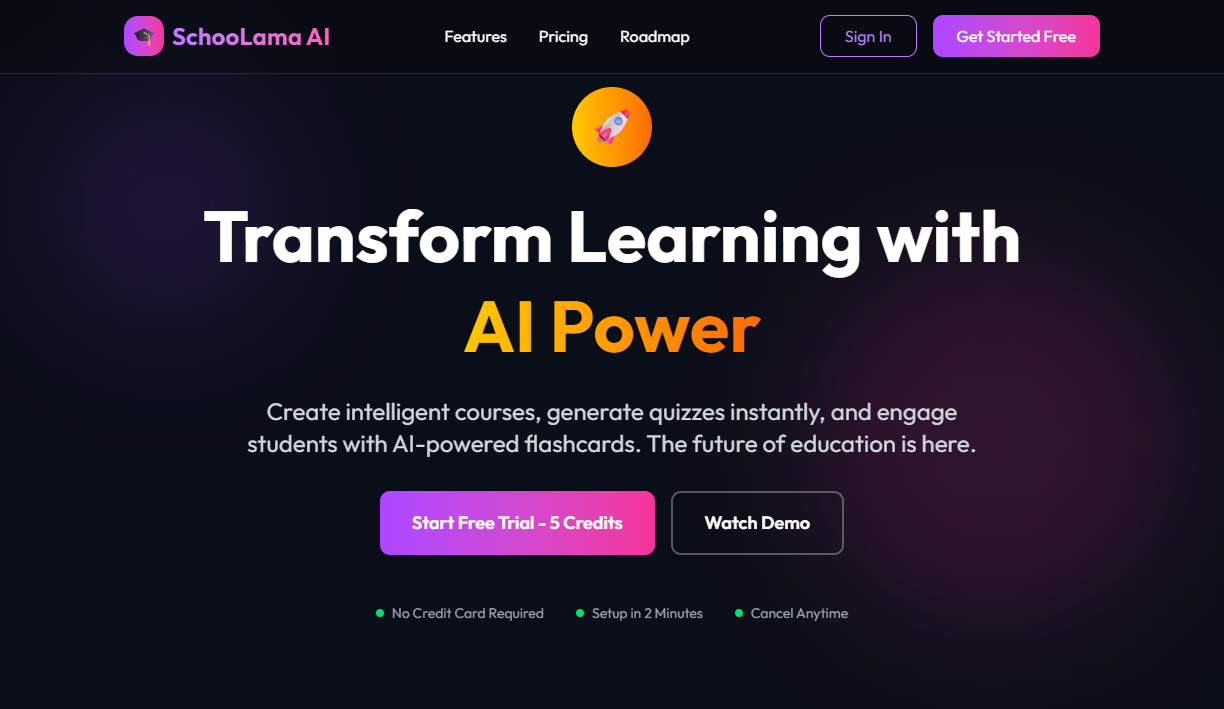 SchooLama AI
Features
Pricing
Roadmap
Sign In
Get Started Free
Transform Learning with
AI Power
Create intelligent courses, generate quizzes instantly, and engage
students with AI-powered flashcards. The future of education is here.
Start Free Trial - 5 Credits
Watch Demo
No Credit Card Required
Setup in 2 Minutes
Cancel Anytime